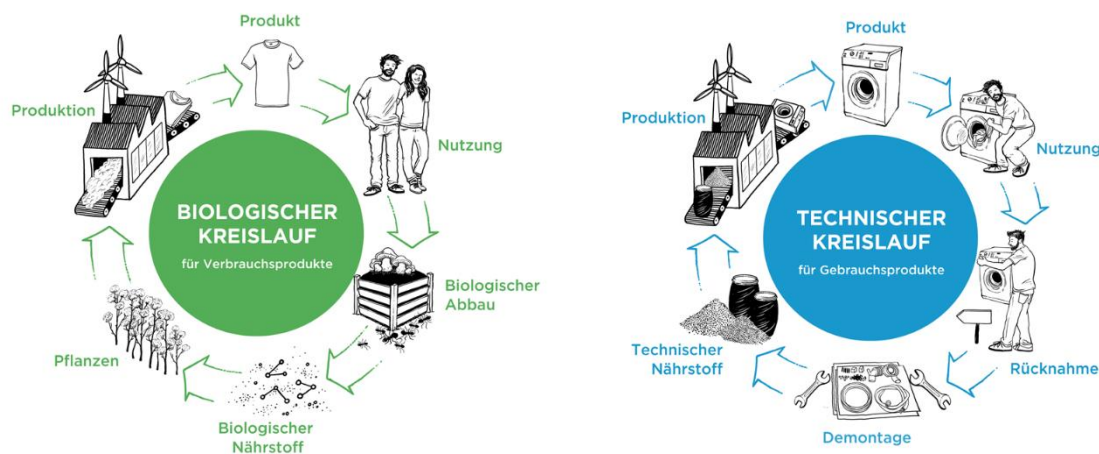 Produkt
Produktion
Nutzung
BIOLOGISCHER
KREISLAUF
für Verbrauchsprodukte
Biologischer
Abbau
Pflanzen
Biologischer
Nährstoff
Produkt
Produktion
Nutzung
TECHNISCHER
KREISLAUF
für Gebrauchsprodukte
Technischer
Nährstoff
Rücknahme
Demontage